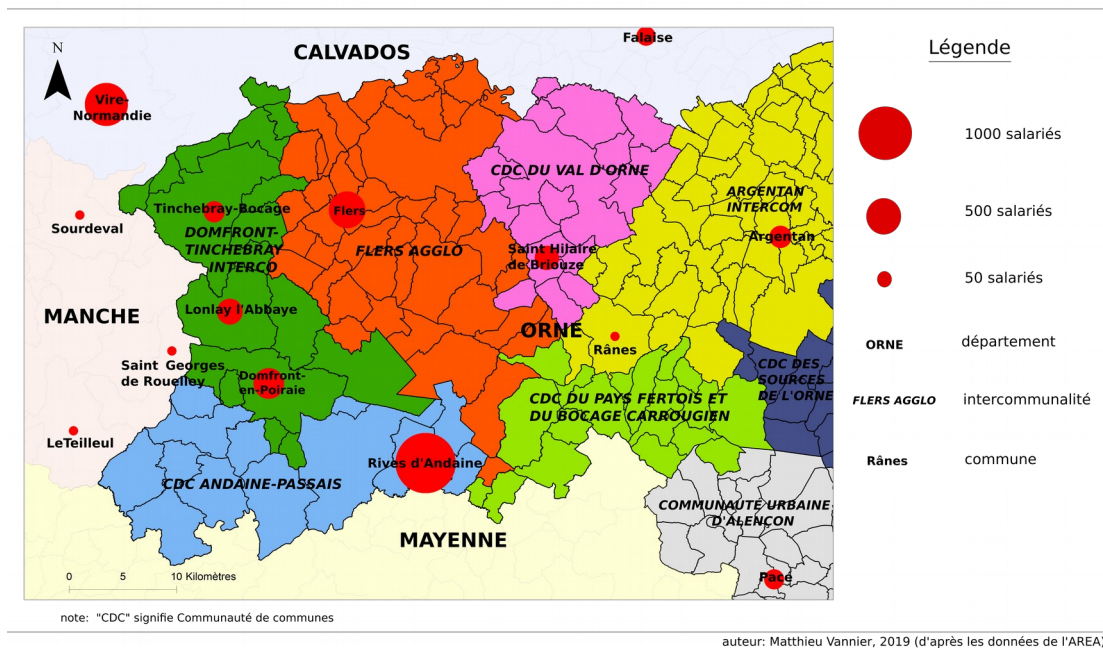 N
CALVADOS
Falaise
Vire-
Normandie
CDC DU VAL D'ORNE
ARGENTAN
INTERCOM
Tinchebray-Bocage
Flers
Sourdeval
DOMFRONT-
TINCHEBRAY
INTERCO
FLERS AGGLO
Saint Hilaire
de Briouze
Argentan
MANCHE
Lonlay l'Abbaye
ORNE
Rânes
Saint Georges
de Rouelley
Domfront-
en-Poiraie
CDC DES
SOURCES
DE L'ORNE
CDC DU PAYS FERTOIS ET
DU BOCAGE CARROUGIEN
LeTeilleul
Rives d'Andaine
CDC ANDAINE-PASSAIS
COMMUNAUTÉ URBAINE
D'ALENÇON
MAYENNE
Pacé
0 5 10 Kilomètres
note: "CDC" signifie Communauté de communes
Légende
1000 salariés
500 salariés
50 salariés
ORNE département
FLERS AGGLO intercommunalité
Rânes commune
auteur: Matthieu Vannier, 2019 (d'après les données de l'AREA)